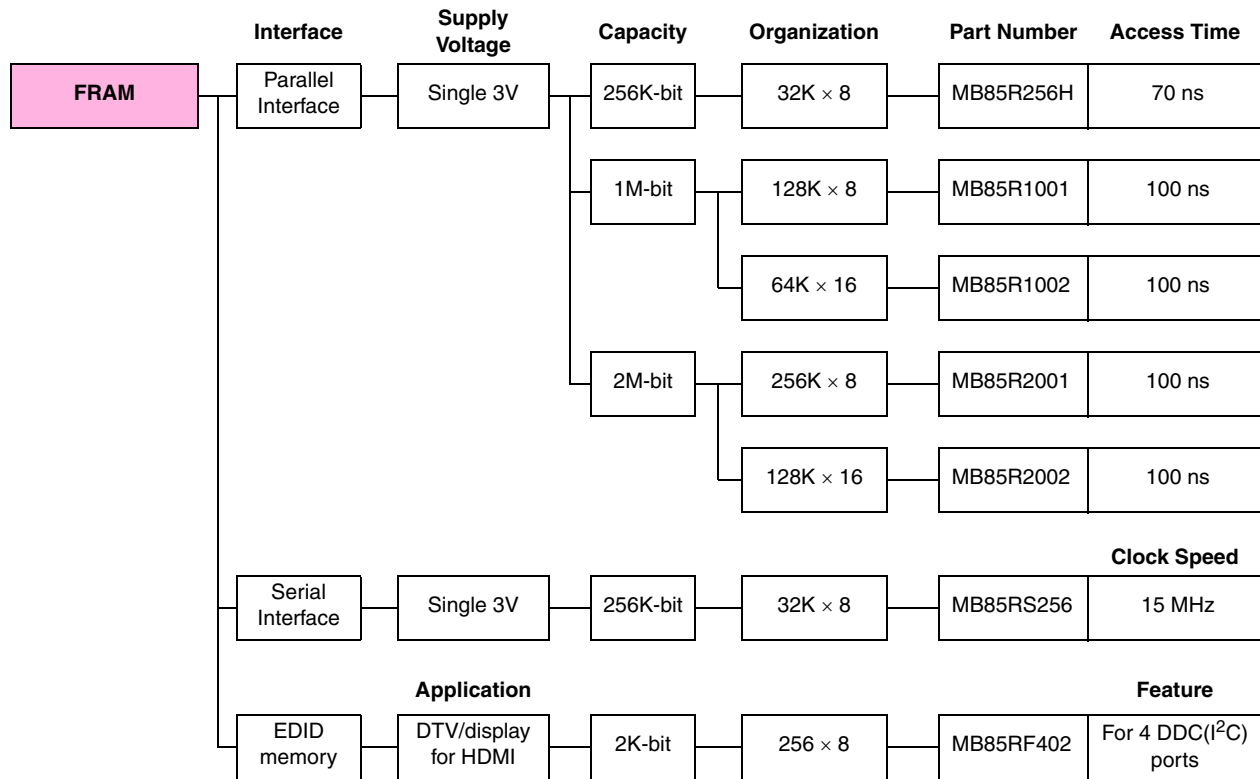 Interface Supply Voltage Capacity Organization Part Number Access Time
FRAM Parallel Interface Single 3V 256K-bit 32K × 8 MB85R256H 70 ns
1M-bit 128K × 8 MB85R1001 100 ns
64K × 16 MB85R1002 100 ns
2M-bit 256K × 8 MB85R2001 100 ns
128K × 16 MB85R2002 100 ns
Clock Speed
Serial Interface Single 3V 256K-bit 32K × 8 MB85RS256 15 MHz
Application Feature
EDID memory DTV/display for HDMI 2K-bit 256 × 8 MB85RF402 For 4 DDC(I²C) ports